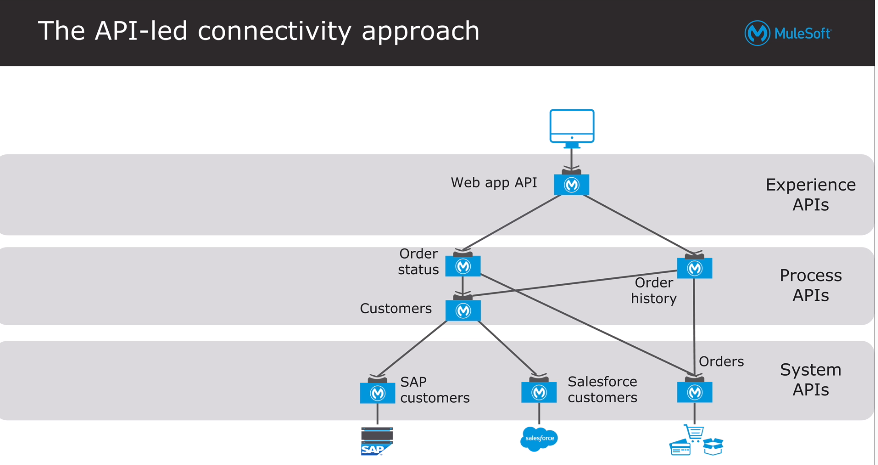 The API-led connectivity approach
MuleSoft
Web app API
Experience
APIs
Order
status
Order
history
Process
APIs
Customers
Orders
SAP
customers
Salesforce
customers
System
APIs
SAP
salesforce